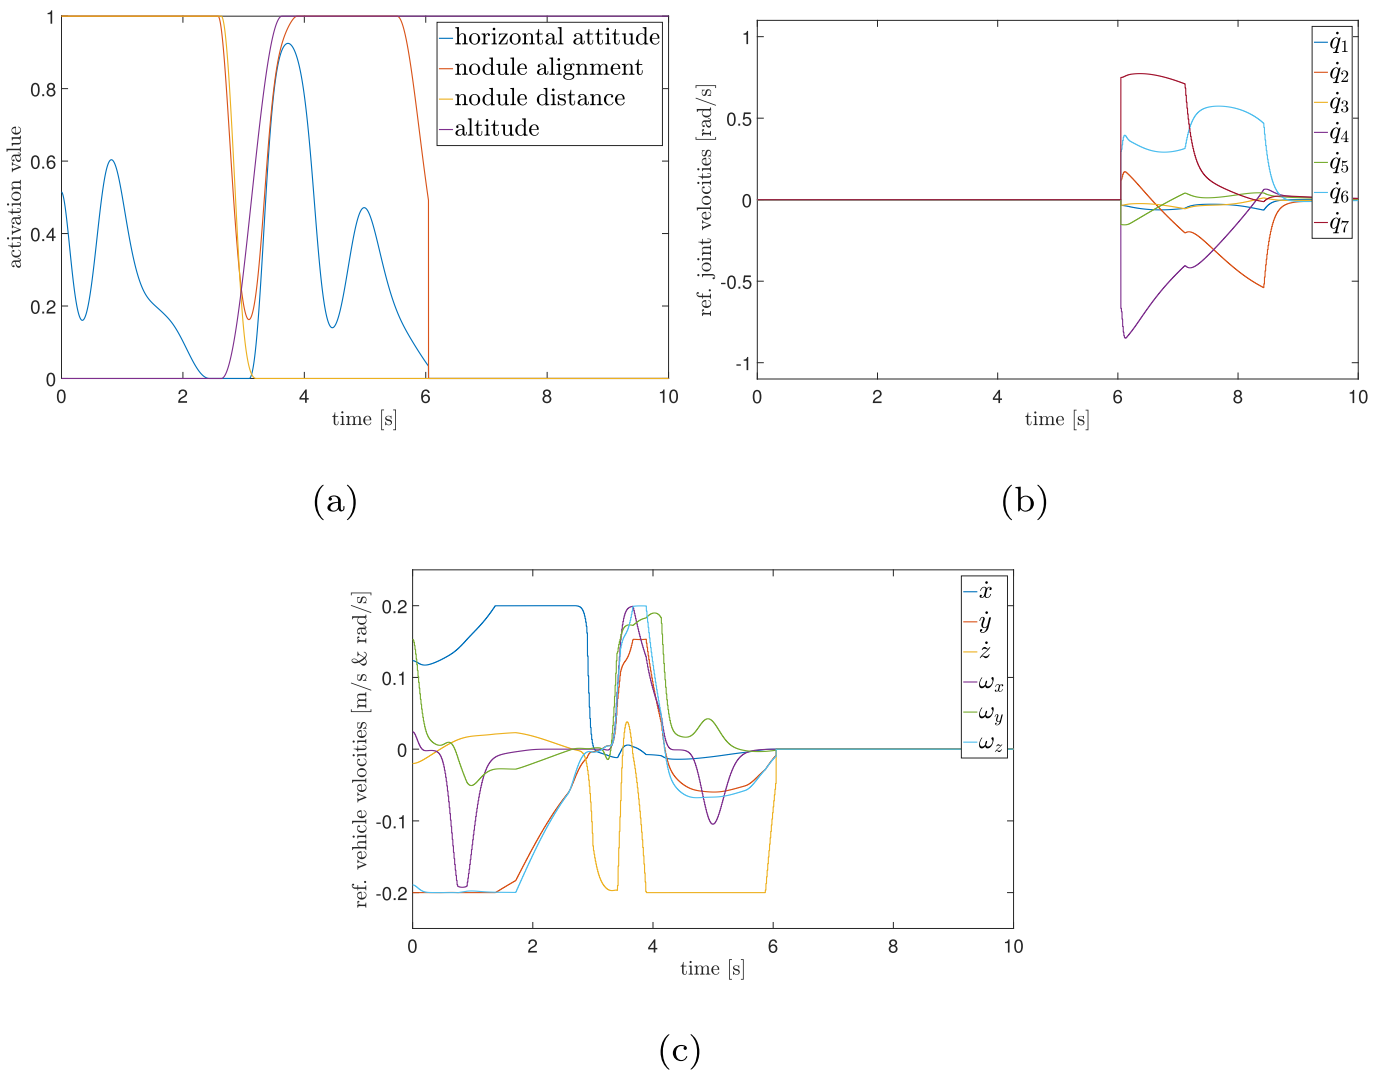 1
0.8
0.6
0.4
0.2
0
activation value
horizontal attitude
nodule alignment
nodule distance
altitude
0 2 4 6 8 10
time [s]
(a)
1
0.5
0
-0.5
-1
ref. joint velocities [rad/s]
q̇1
q̇2
q̇3
q̇4
q̇5
q̇6
q̇7
0 2 4 6 8 10
time [s]
(b)
0.2
0.1
0
-0.1
-0.2
ref. vehicle velocities [m/s & rad/s]
ẋ
ẏ
ż
ωx
ωy
ωz
0 2 4 6 8 10
time [s]
(c)